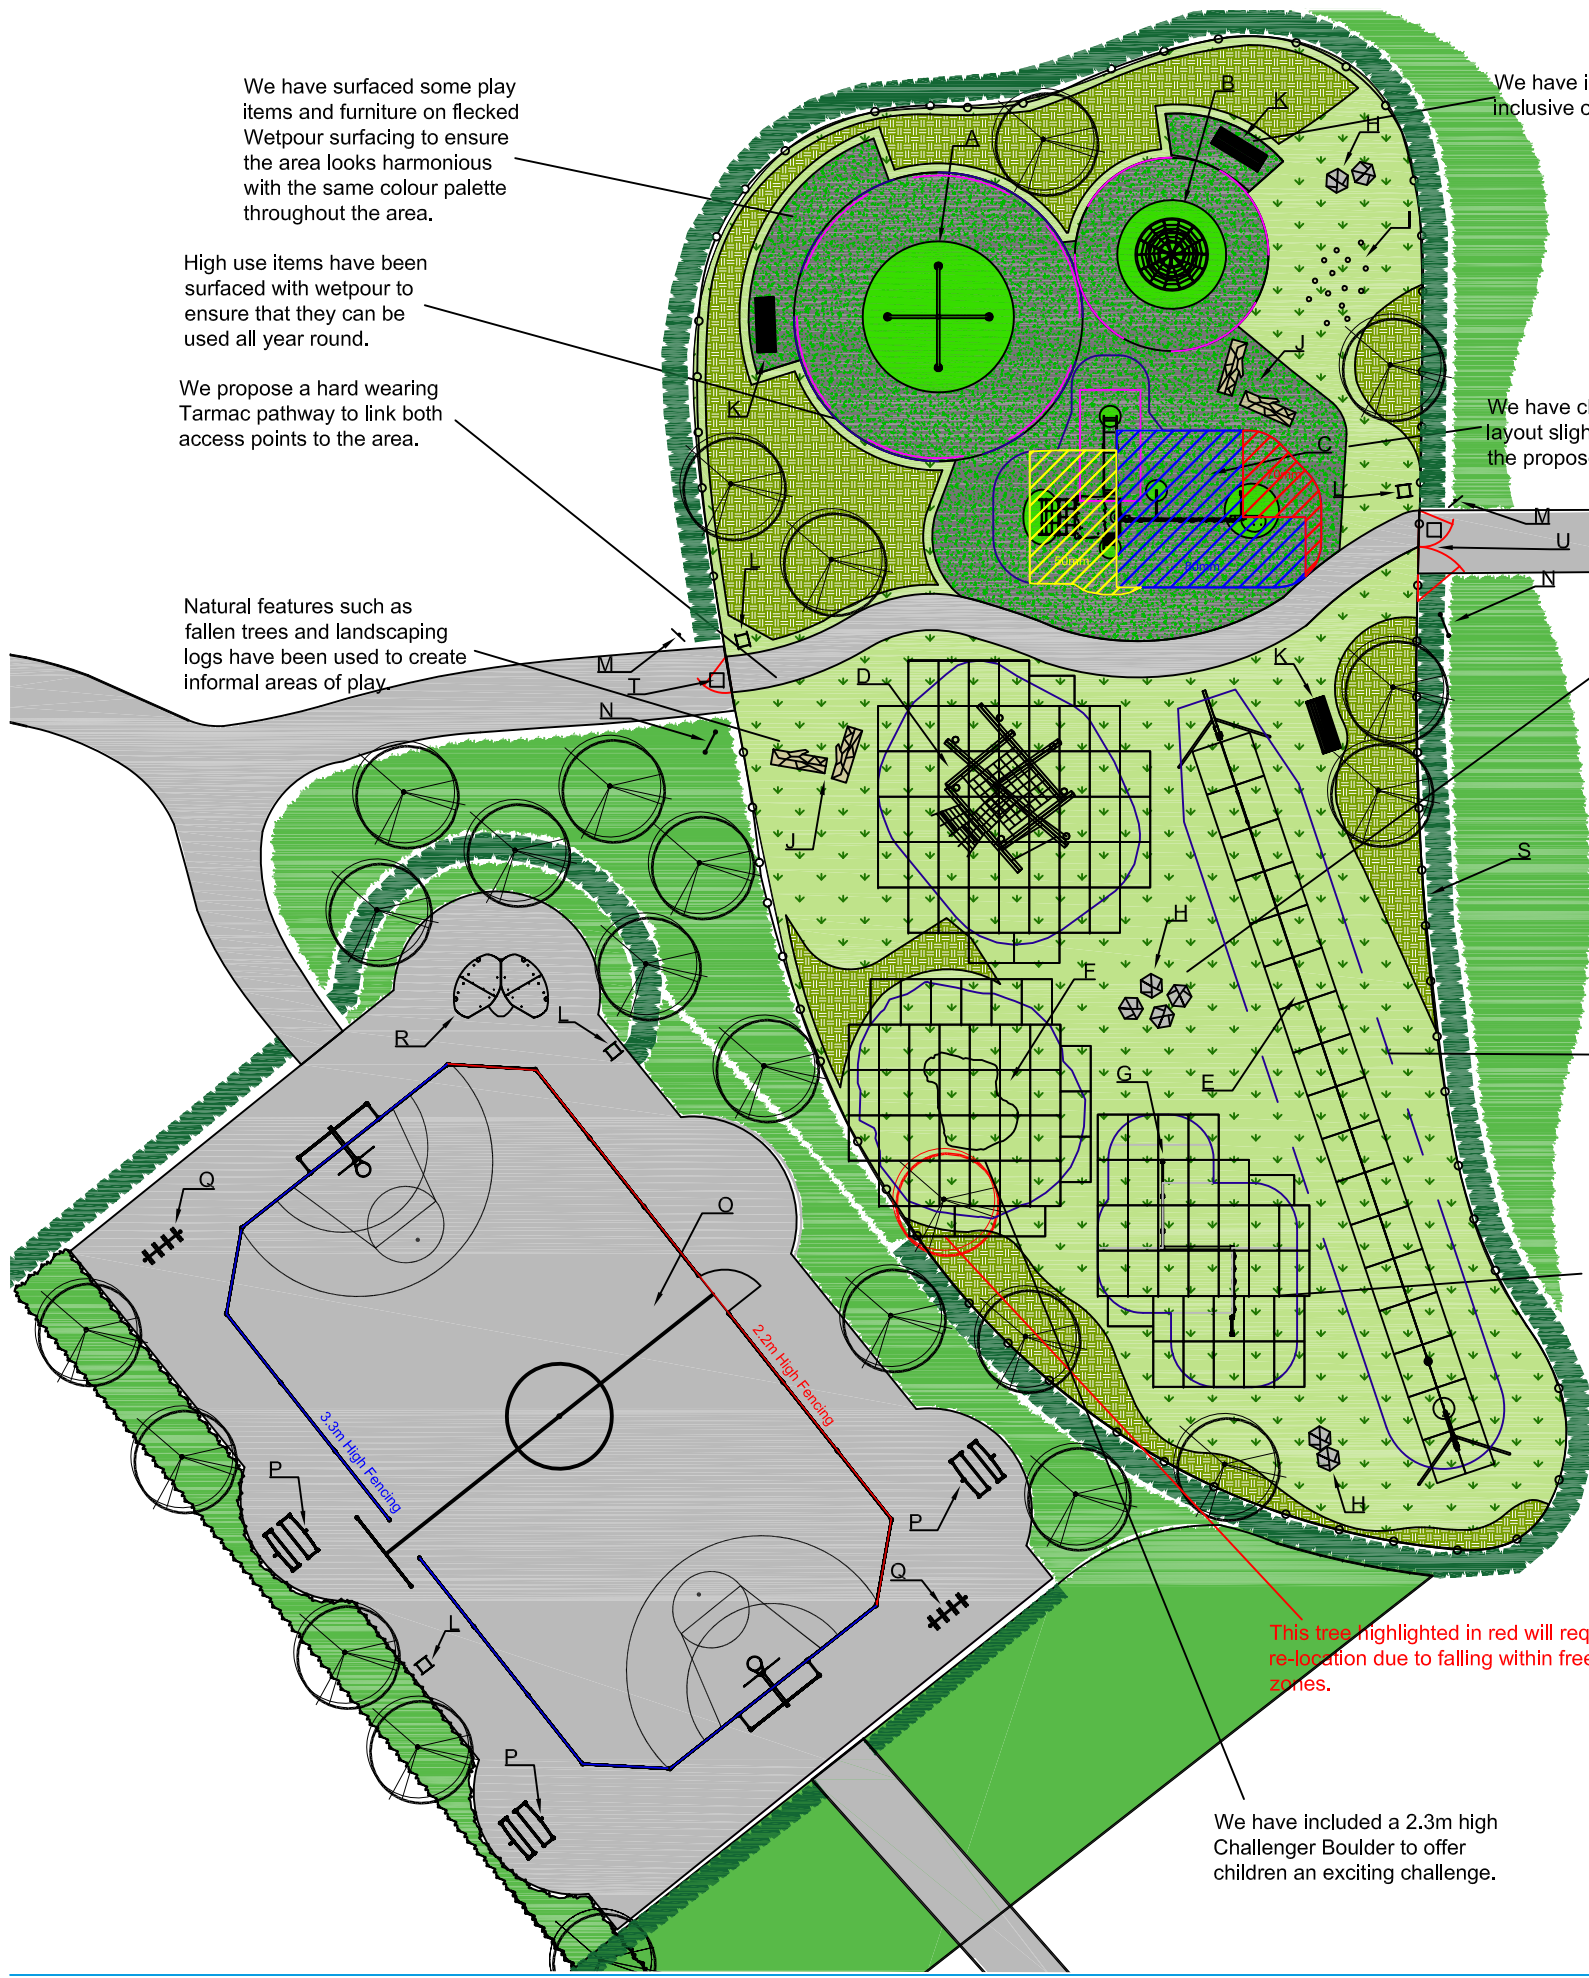 We have surfaced some play
items and furniture on flecked
Wetpour surfacing to ensure
the area looks harmonious
with the same colour palette
throughout the area.
High use items have been
surfaced with wetpour to
ensure that they can be
used all year round.
We propose a hard wearing
Tarmac pathway to link both
access points to the area.
Natural features such as
fallen trees and landscaping
logs have been used to create
informal areas of play.
We have i
inclusive
We have
layout
the
B
K
H
A
I
J
K
C
L
M
U
N
L
60mm
80mm
M
T
N
D
K
J
S
H
F
R
L
G
E
Q
O
2.2m High Fencing
3.3m High Fencing
P
P
H
Q
L
P
This tree highlighted in red will
re-location due to falling within
zones.
We have included a 2.3m high
Challenger Boulder to offer
children an exciting challenge.